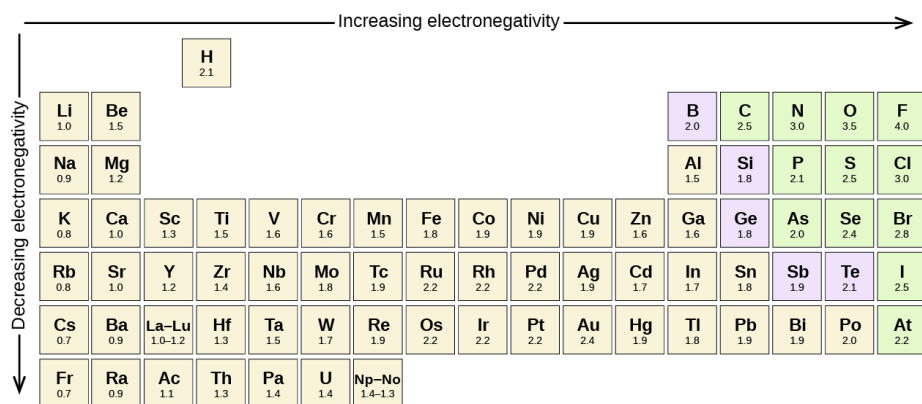 Increasing electronegativity
Decreasing electronegativity
H
2.1
Li Be B C N O F
1.0 1.5 2.0 2.5 3.0 3.5 4.0
Na Mg Al Si P S Cl
0.9 1.2 1.5 1.8 2.1 2.5 3.0
K Ca Sc Ti V Cr Mn Fe Co Ni Cu Zn Ga Ge As Se Br
0.8 1.0 1.3 1.5 1.6 1.6 1.5 1.8 1.9 1.9 1.9 1.6 1.6 1.8 2.0 2.4 2.8
Rb Sr Y Zr Nb Mo Tc Ru Rh Pd Ag Cd In Sn Sb Te I
0.8 1.0 1.2 1.4 1.6 1.8 1.9 2.2 2.2 2.2 1.9 1.7 1.7 1.8 1.9 2.1 2.5
Cs Ba La–Lu Hf Ta W Re Os Ir Pt Au Hg Tl Pb Bi Po At
0.7 0.9 1.0–1.2 1.3 1.5 1.7 1.9 2.2 2.2 2.2 2.4 1.9 1.8 1.9 1.9 2.0 2.2
Fr Ra Ac Th Pa U Np–No
0.7 0.9 1.1 1.3 1.4 1.4 1.4–1.3